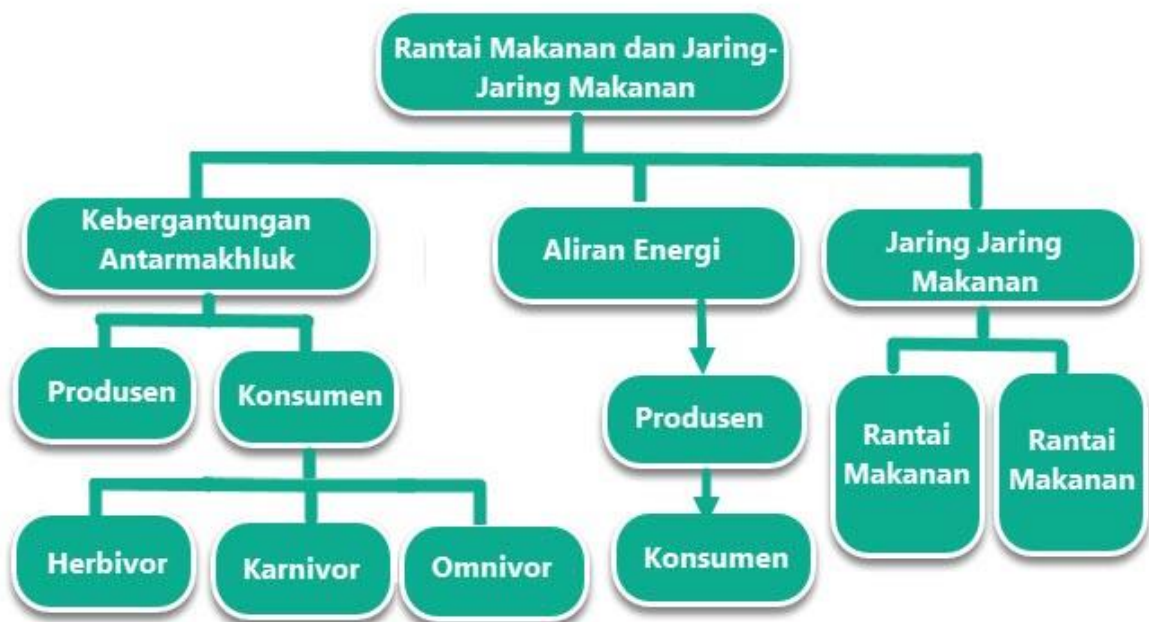 Rantai Makanan dan Jaring-
Jaring Makanan
Kebergantungan
Antarmakhluk
Aliran Energi
Jaring Jaring
Makanan
Produsen
Konsumen
Produsen
Rantai
Makanan
Rantai
Makanan
Herbivor
Karnivor
Omnivor
Konsumen